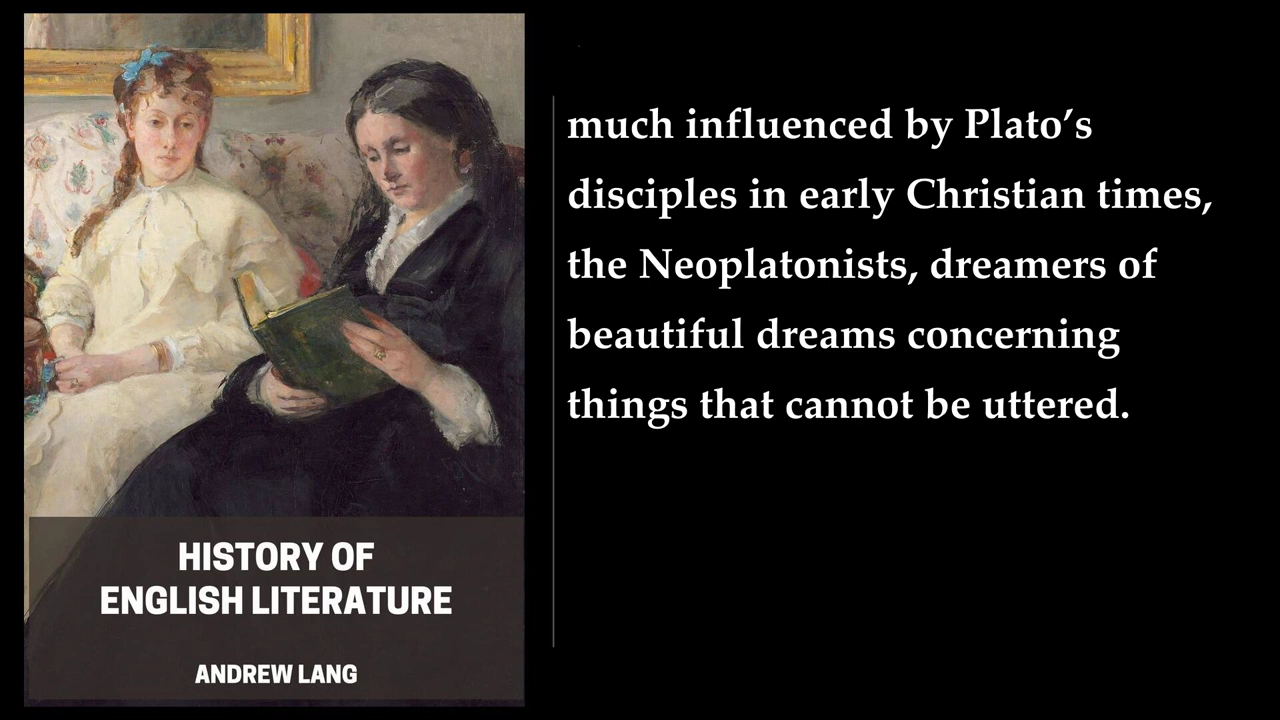 much influenced by Plato’s
disciples in early Christian times,
the Neoplatonists, dreamers of
beautiful dreams concerning
things that cannot be uttered.
HISTORY OF
ENGLISH LITERATURE
ANDREW LANG